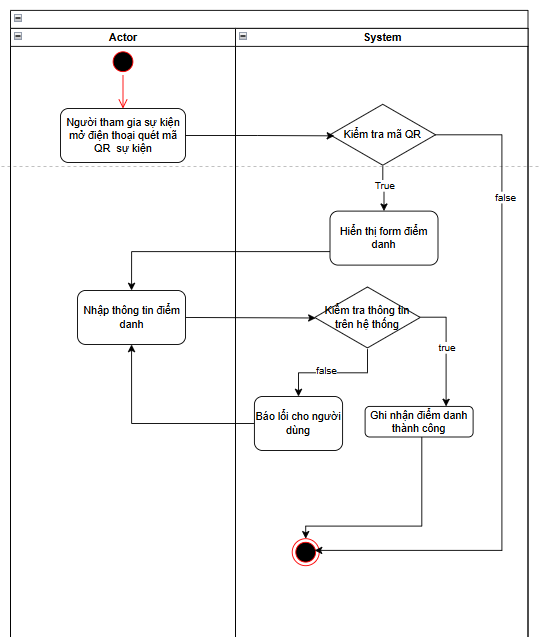 Actor
System
Người tham gia sự kiện
mở điện thoại quét mã
QR sự kiện
Kiểm tra mã QR
True
false
Hiển thị form điểm
danh
Nhập thông tin điểm
danh
Kiểm tra thông tin
trên hệ thống
true
false
Báo lổi cho người
dùng
Ghi nhận điểm danh
thành công